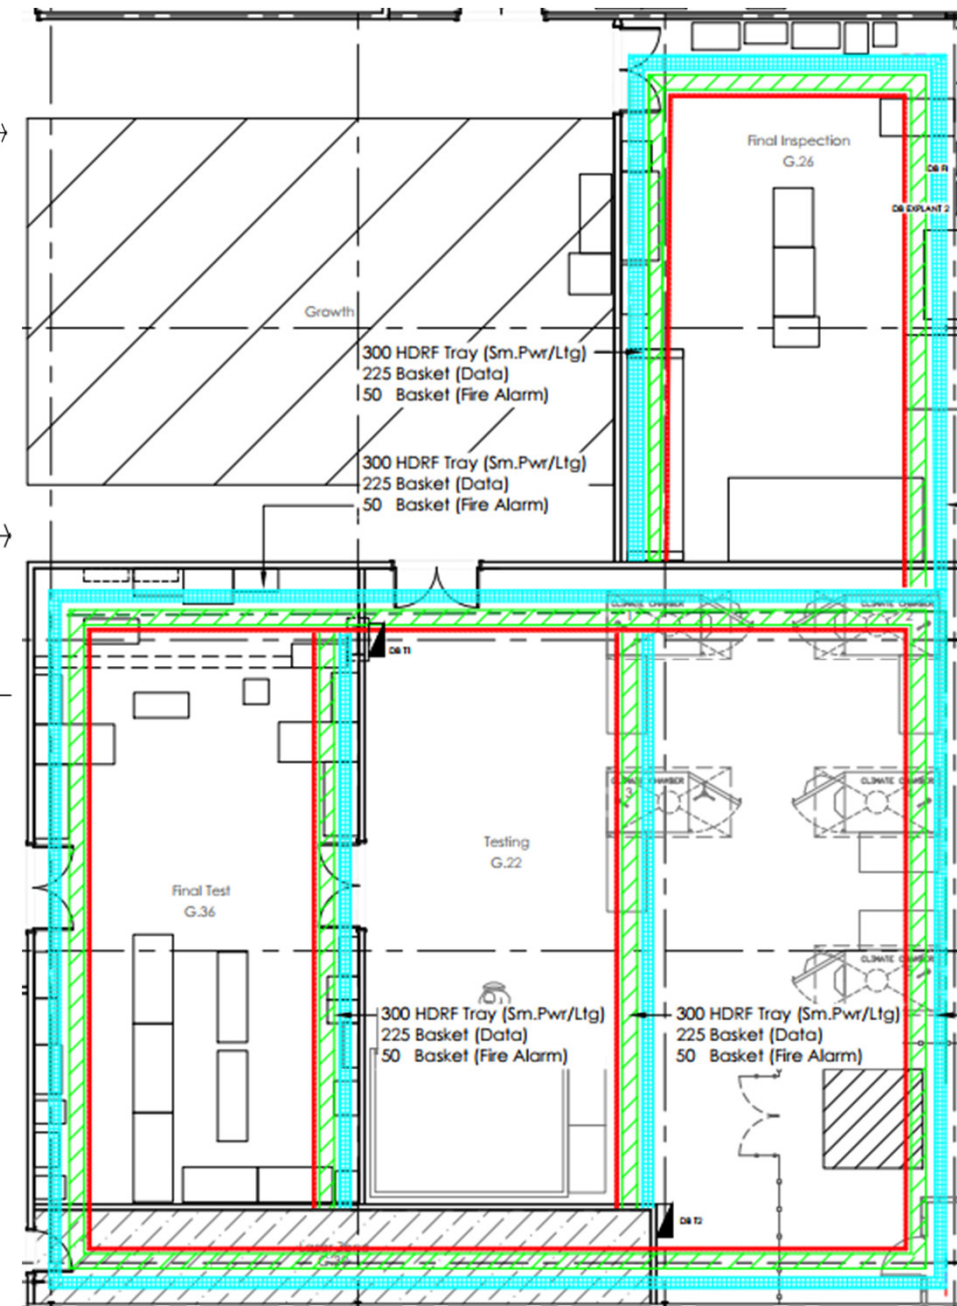 Final Inspection
G.26
DB EXPLANT 2
Growth
300 HDRF Tray (Sm.Pwr/Ltg)
225 Basket (Data)
50 Basket (Fire Alarm)
300 HDRF Tray (Sm.Pwr/Ltg)
225 Basket (Data)
50 Basket (Fire Alarm)
CLIMATE CHAMBER
1
CLIMATE CHAMBER
2
DB T1
CLIMATE CHAMBER
3
CLIMATE CHAMBER
Testing
G.22
Final Test
G.36
CLIMATE CHAMBER
300 HDRF Tray (Sm.Pwr/Ltg)
225 Basket (Data)
50 Basket (Fire Alarm)
300 HDRF Tray (Sm.Pwr/Ltg)
225 Basket (Data)
50 Basket (Fire Alarm)
DB T2